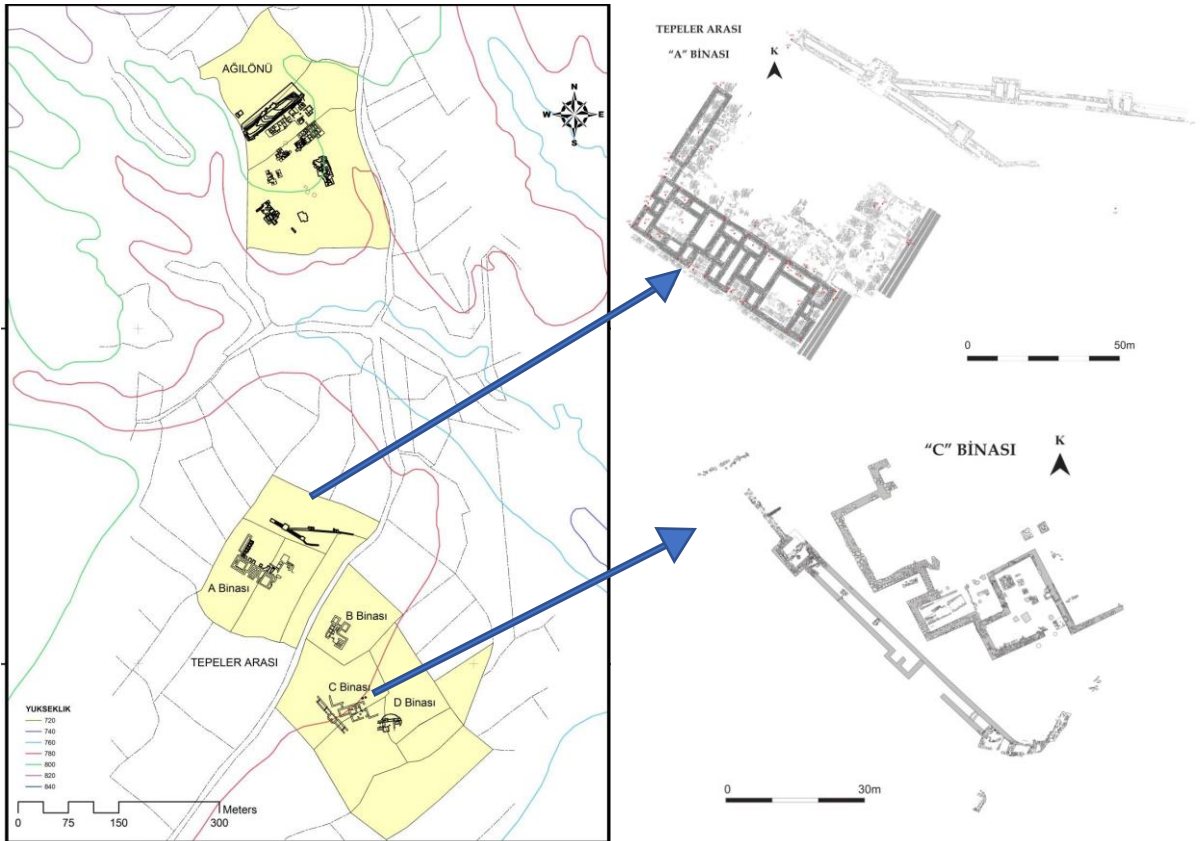 AĞILÖNÜ
N
W E
S
A Binası
B Binası
TEPELER ARASI
C Binası
D Binası
YUKSEKLIK
720
740
760
780
800
820
840
Meters
0 75 150 300
TEPELER ARASI
"A" BİNASI
K
0 50m
"C" BİNASI
K
0 30m